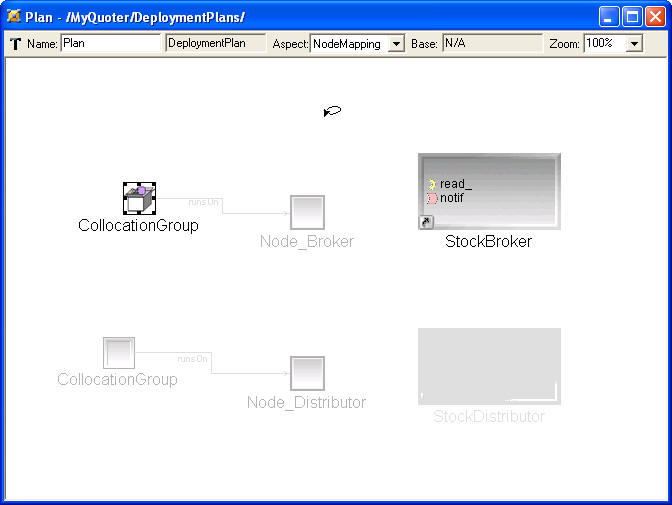 Plan - /MyQuoter/DeploymentPlans/
T Name: Plan DeploymentPlan Aspect: NodeMapping Base: N/A Zoom: 100%
read_
notif
runsOn
CollocationGroup
Node_Broker
StockBroker
runsOn
CollocationGroup
Node_Distributor
StockDistributor